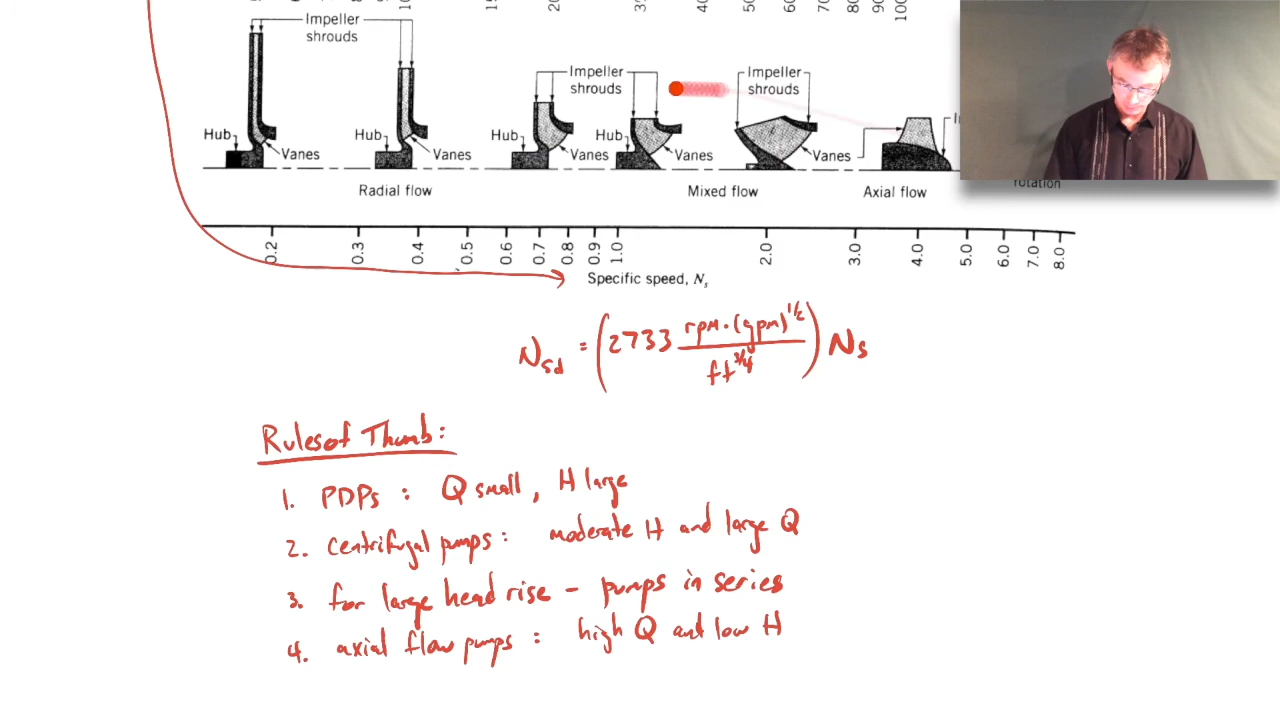 Impeller shrouds
Impeller shrouds
Impeller shrouds
Hub
Vanes
Hub
Vanes
Hub
Vanes
Hub
Vanes
Vanes
Radial flow
Mixed flow
Axial flow
rotation
0.2 0.3 0.4 0.5 0.6 0.7 0.8 0.9 1.0 2.0 3.0 4.0 5.0 6.0 7.0 8.0
Specific speed, Ns
Nsd = (2733 rpm·(gpm)^1/2 / ft^3/4) Ns
Rules of Thumb:
1. PDPs : Q small, H large
2. centrifugal pumps : moderate H and large Q
3. for large head rise – pumps in series
4. axial flow pumps : high Q and low H